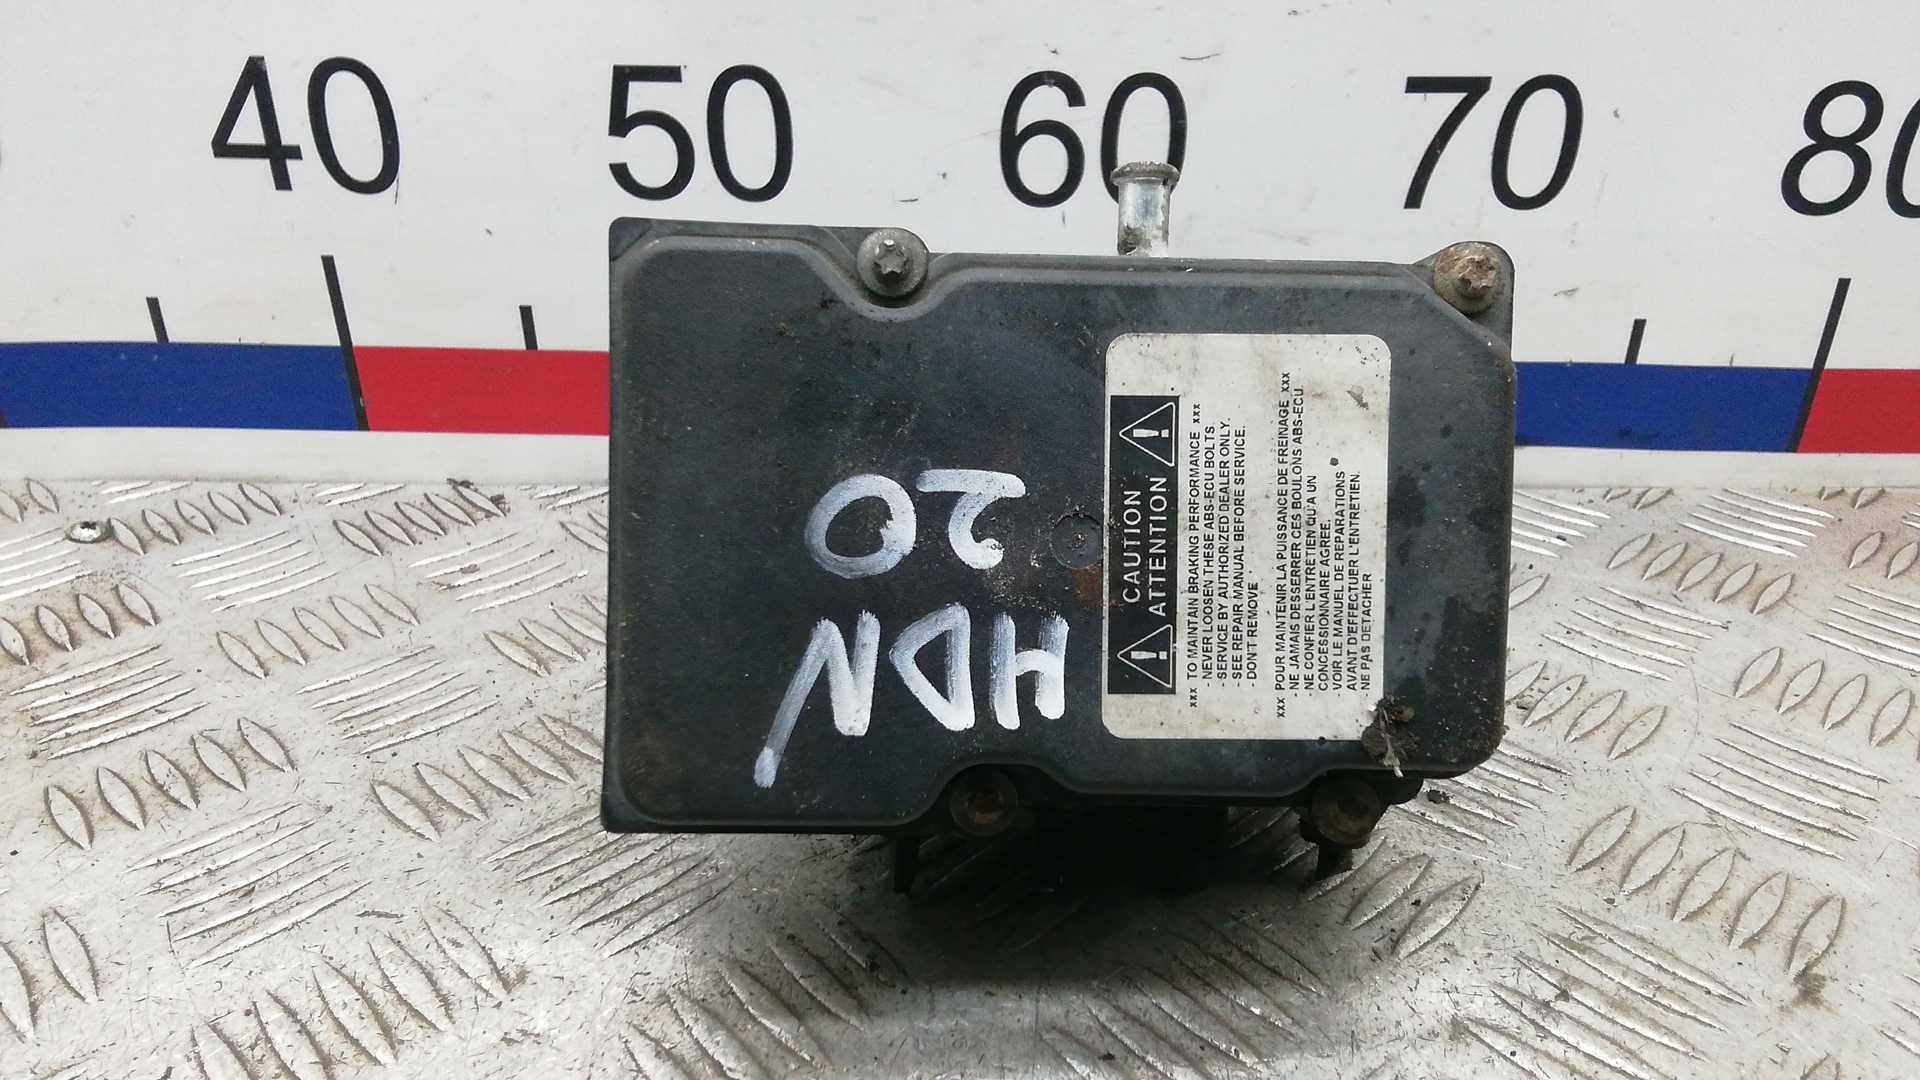 40 50 60 70 80
HDN
20
CAUTION
ATTENTION
xxx TO MAINTAIN BRAKING PERFORMANCE xxx
- NEVER LOOSEN THESE ABS-ECU BOLTS.
- SERVICE BY AUTHORIZED DEALER ONLY.
- SEE REPAIR MANUAL BEFORE SERVICE.
- DON'T REMOVE
xxx POUR MAINTENIR LA PUISSANCE DE FREINAGE xxx
- NE JAMAIS DESSERRER CES BOULONS ABS-ECU.
- NE CONFIER L'ENTRETIEN QU'A UN
CONCESSIONNAIRE AGREE.
- VOIR LE MANUEL DE REPARATIONS
AVANT D'EFFECTUER L'ENTRETIEN.
- NE PAS DETACHER